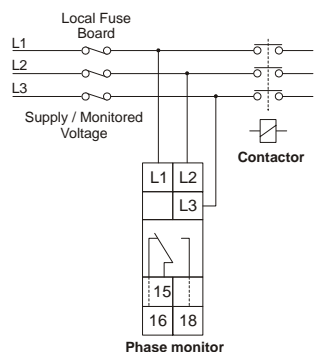 Local Fuse
Board
L1
L2
L3
Supply / Monitored
Voltage
Contactor
L1 L2
L3
15
16 18
Phase monitor